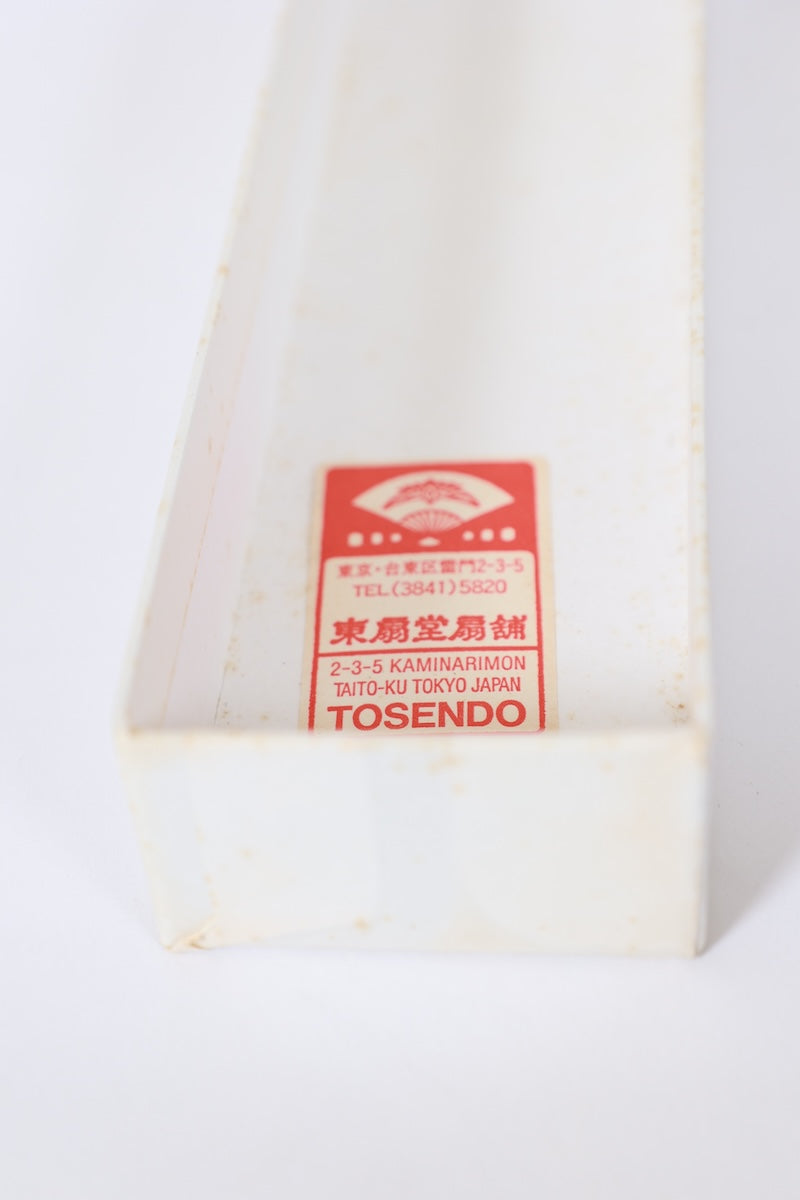 東京・台東区雷門2-3-5
TEL(3841)5820
東扇堂扇舗
2-3-5 KAMINARIMON
TAITO-KU TOKYO JAPAN
TOSENDO